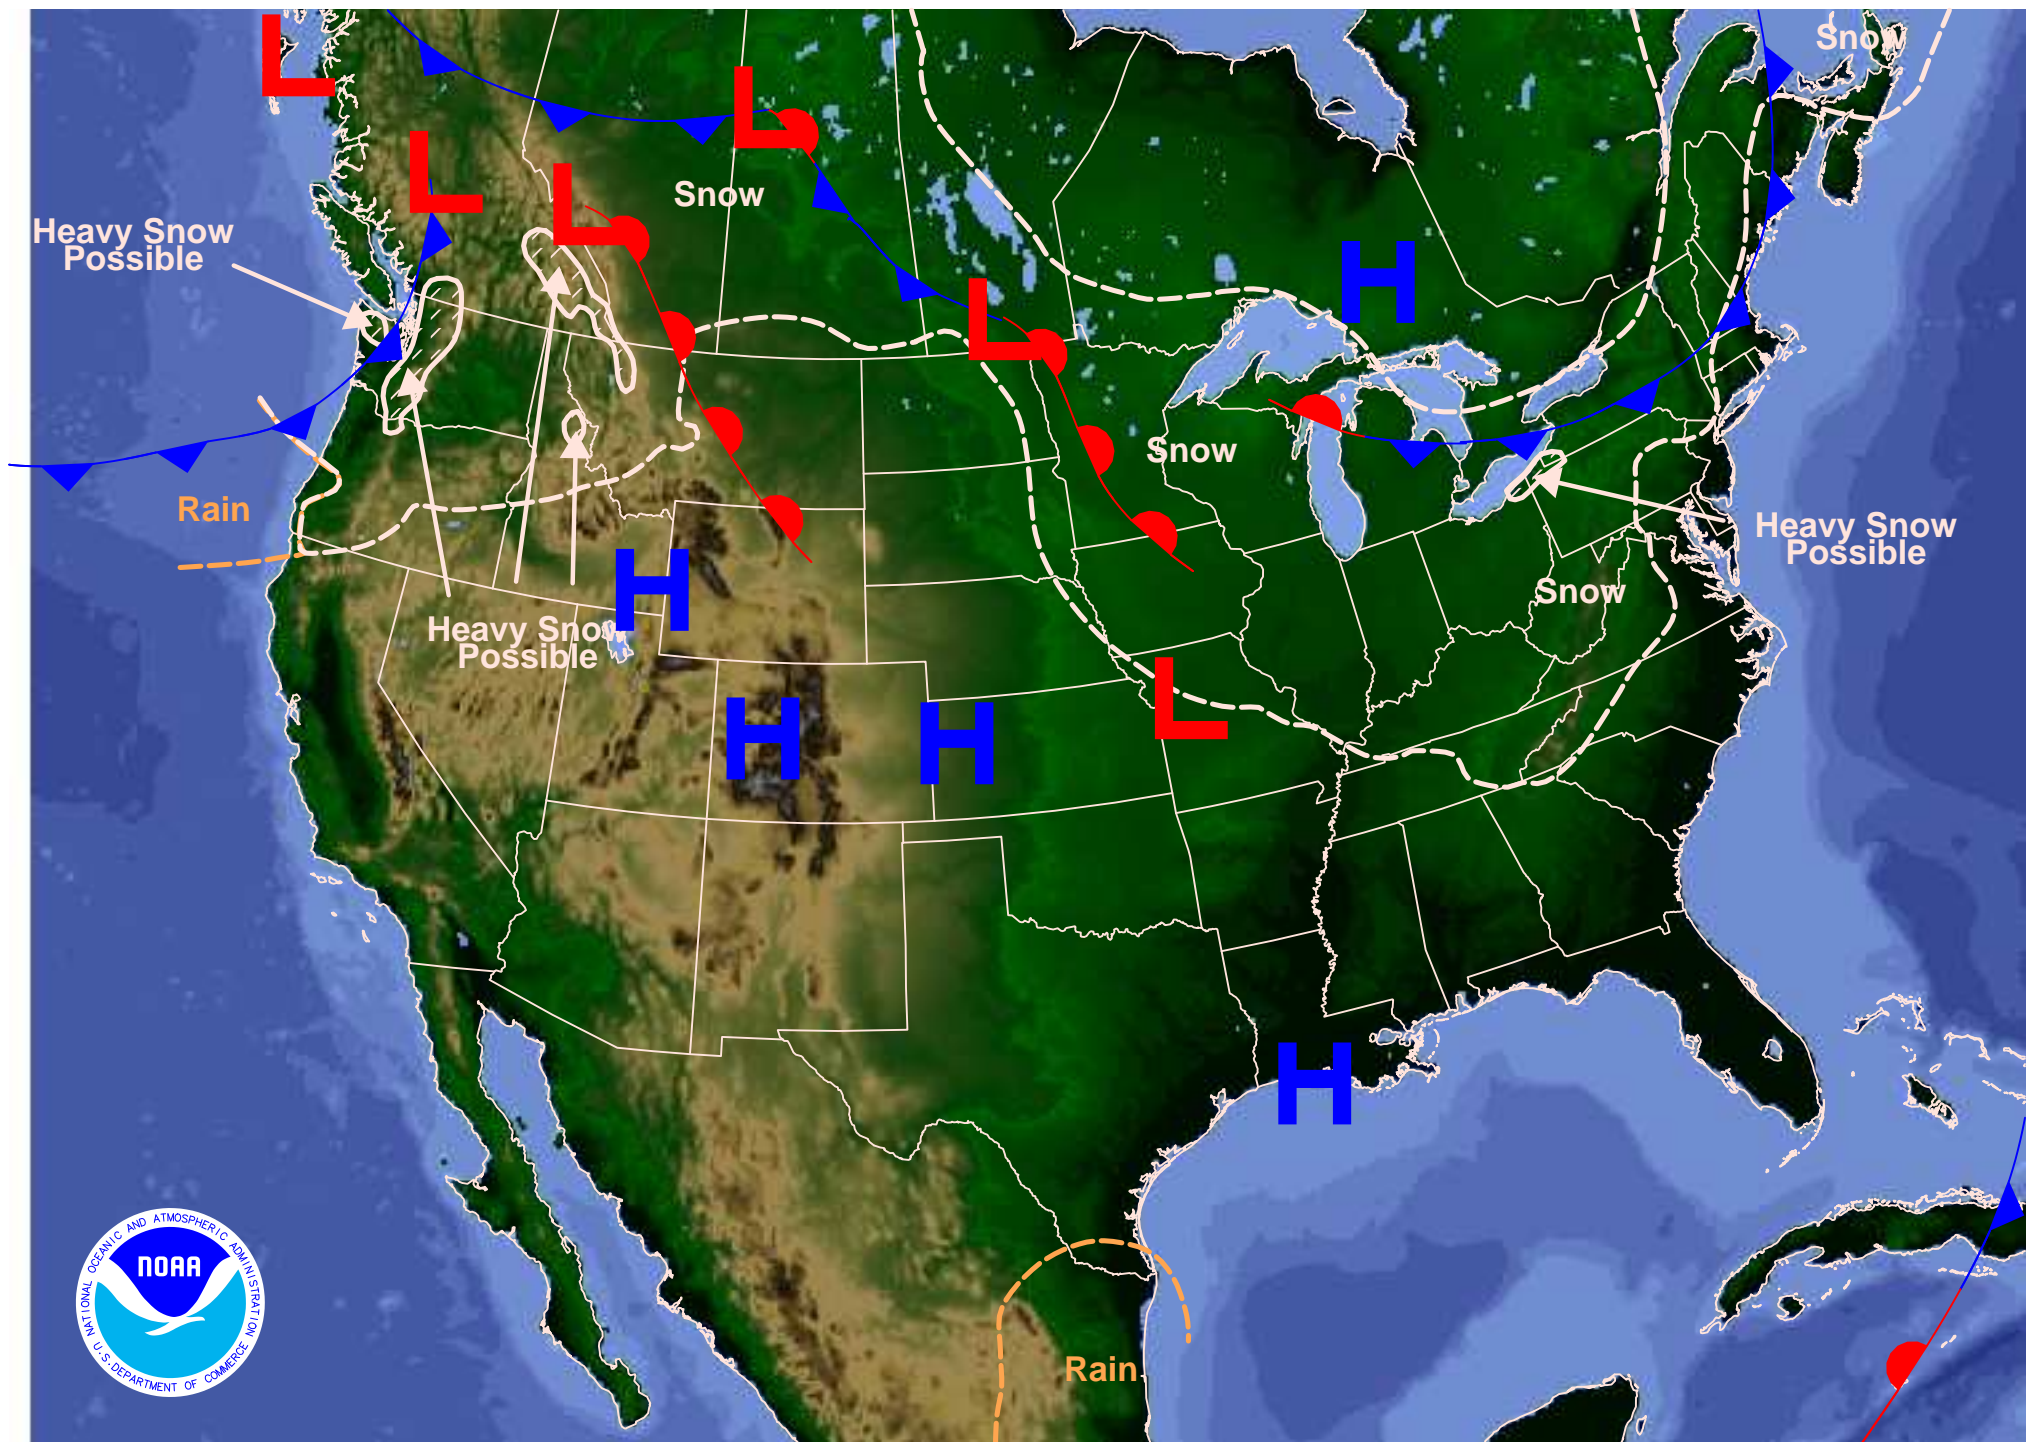 Snow
L
L
L
L
Snow
Heavy Snow
Possible
H
L
Snow
Rain
Heavy Snow
Possible
H
Snow
Heavy Snow
Possible
L
H
H
H
NATIONAL OCEANIC AND ATMOSPHERIC ADMINISTRATION
NOAA
U.S. DEPARTMENT OF COMMERCE
Rain